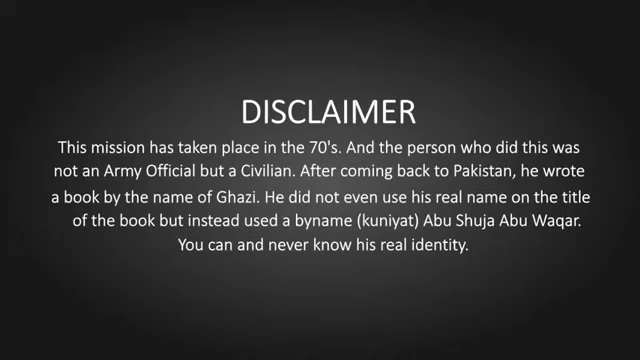 DISCLAIMER
This mission has taken place in the 70's. And the person who did this was
not an Army Official but a Civilian. After coming back to Pakistan, he wrote
a book by the name of Ghazi. He did not even use his real name on the title
of the book but instead used a byname (kuniyat) Abu Shuja Abu Waqar.
You can and never know his real identity.